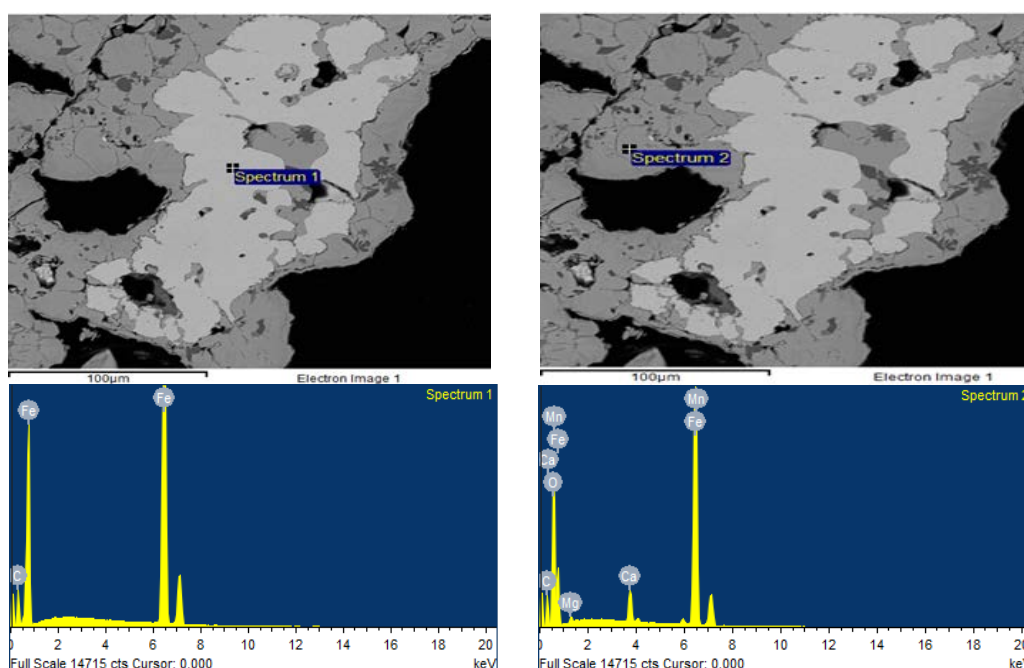 Spectrum 1
100µm Electron Image 1
Spectrum 2
100µm Electron Image 1
Spectrum 1
Fe
Fe
C
0 2 4 6 8 10 12 14 16 18 20
Full Scale 14715 cts Cursor: 0.000 keV
Spectrum 2
Mn
Mn
Fe
Fe
Ca
O
C
Ca
Mg
0 2 4 6 8 10 12 14 16 18 20
Full Scale 14715 cts Cursor: 0.000 keV